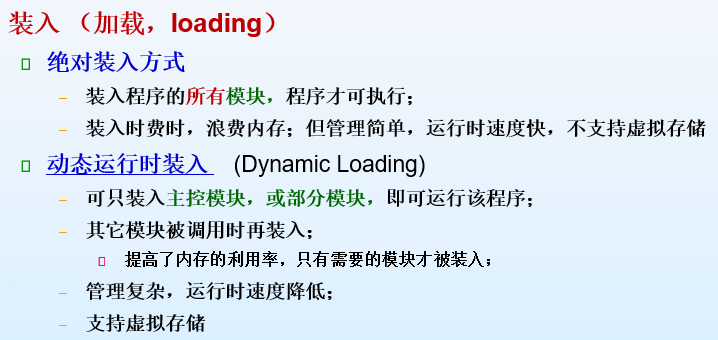 装入 （加载，loading）
绝对装入方式
装入程序的所有模块，程序才可执行；
装入时费时，浪费内存；但管理简单，运行时速度快，不支持虚拟存储
动态运行时装入 (Dynamic Loading)
可只装入主控模块，或部分模块，即可运行该程序；
其它模块被调用时再装入；
提高了内存的利用率，只有需要的模块才被装入；
管理复杂，运行时速度降低；
支持虚拟存储